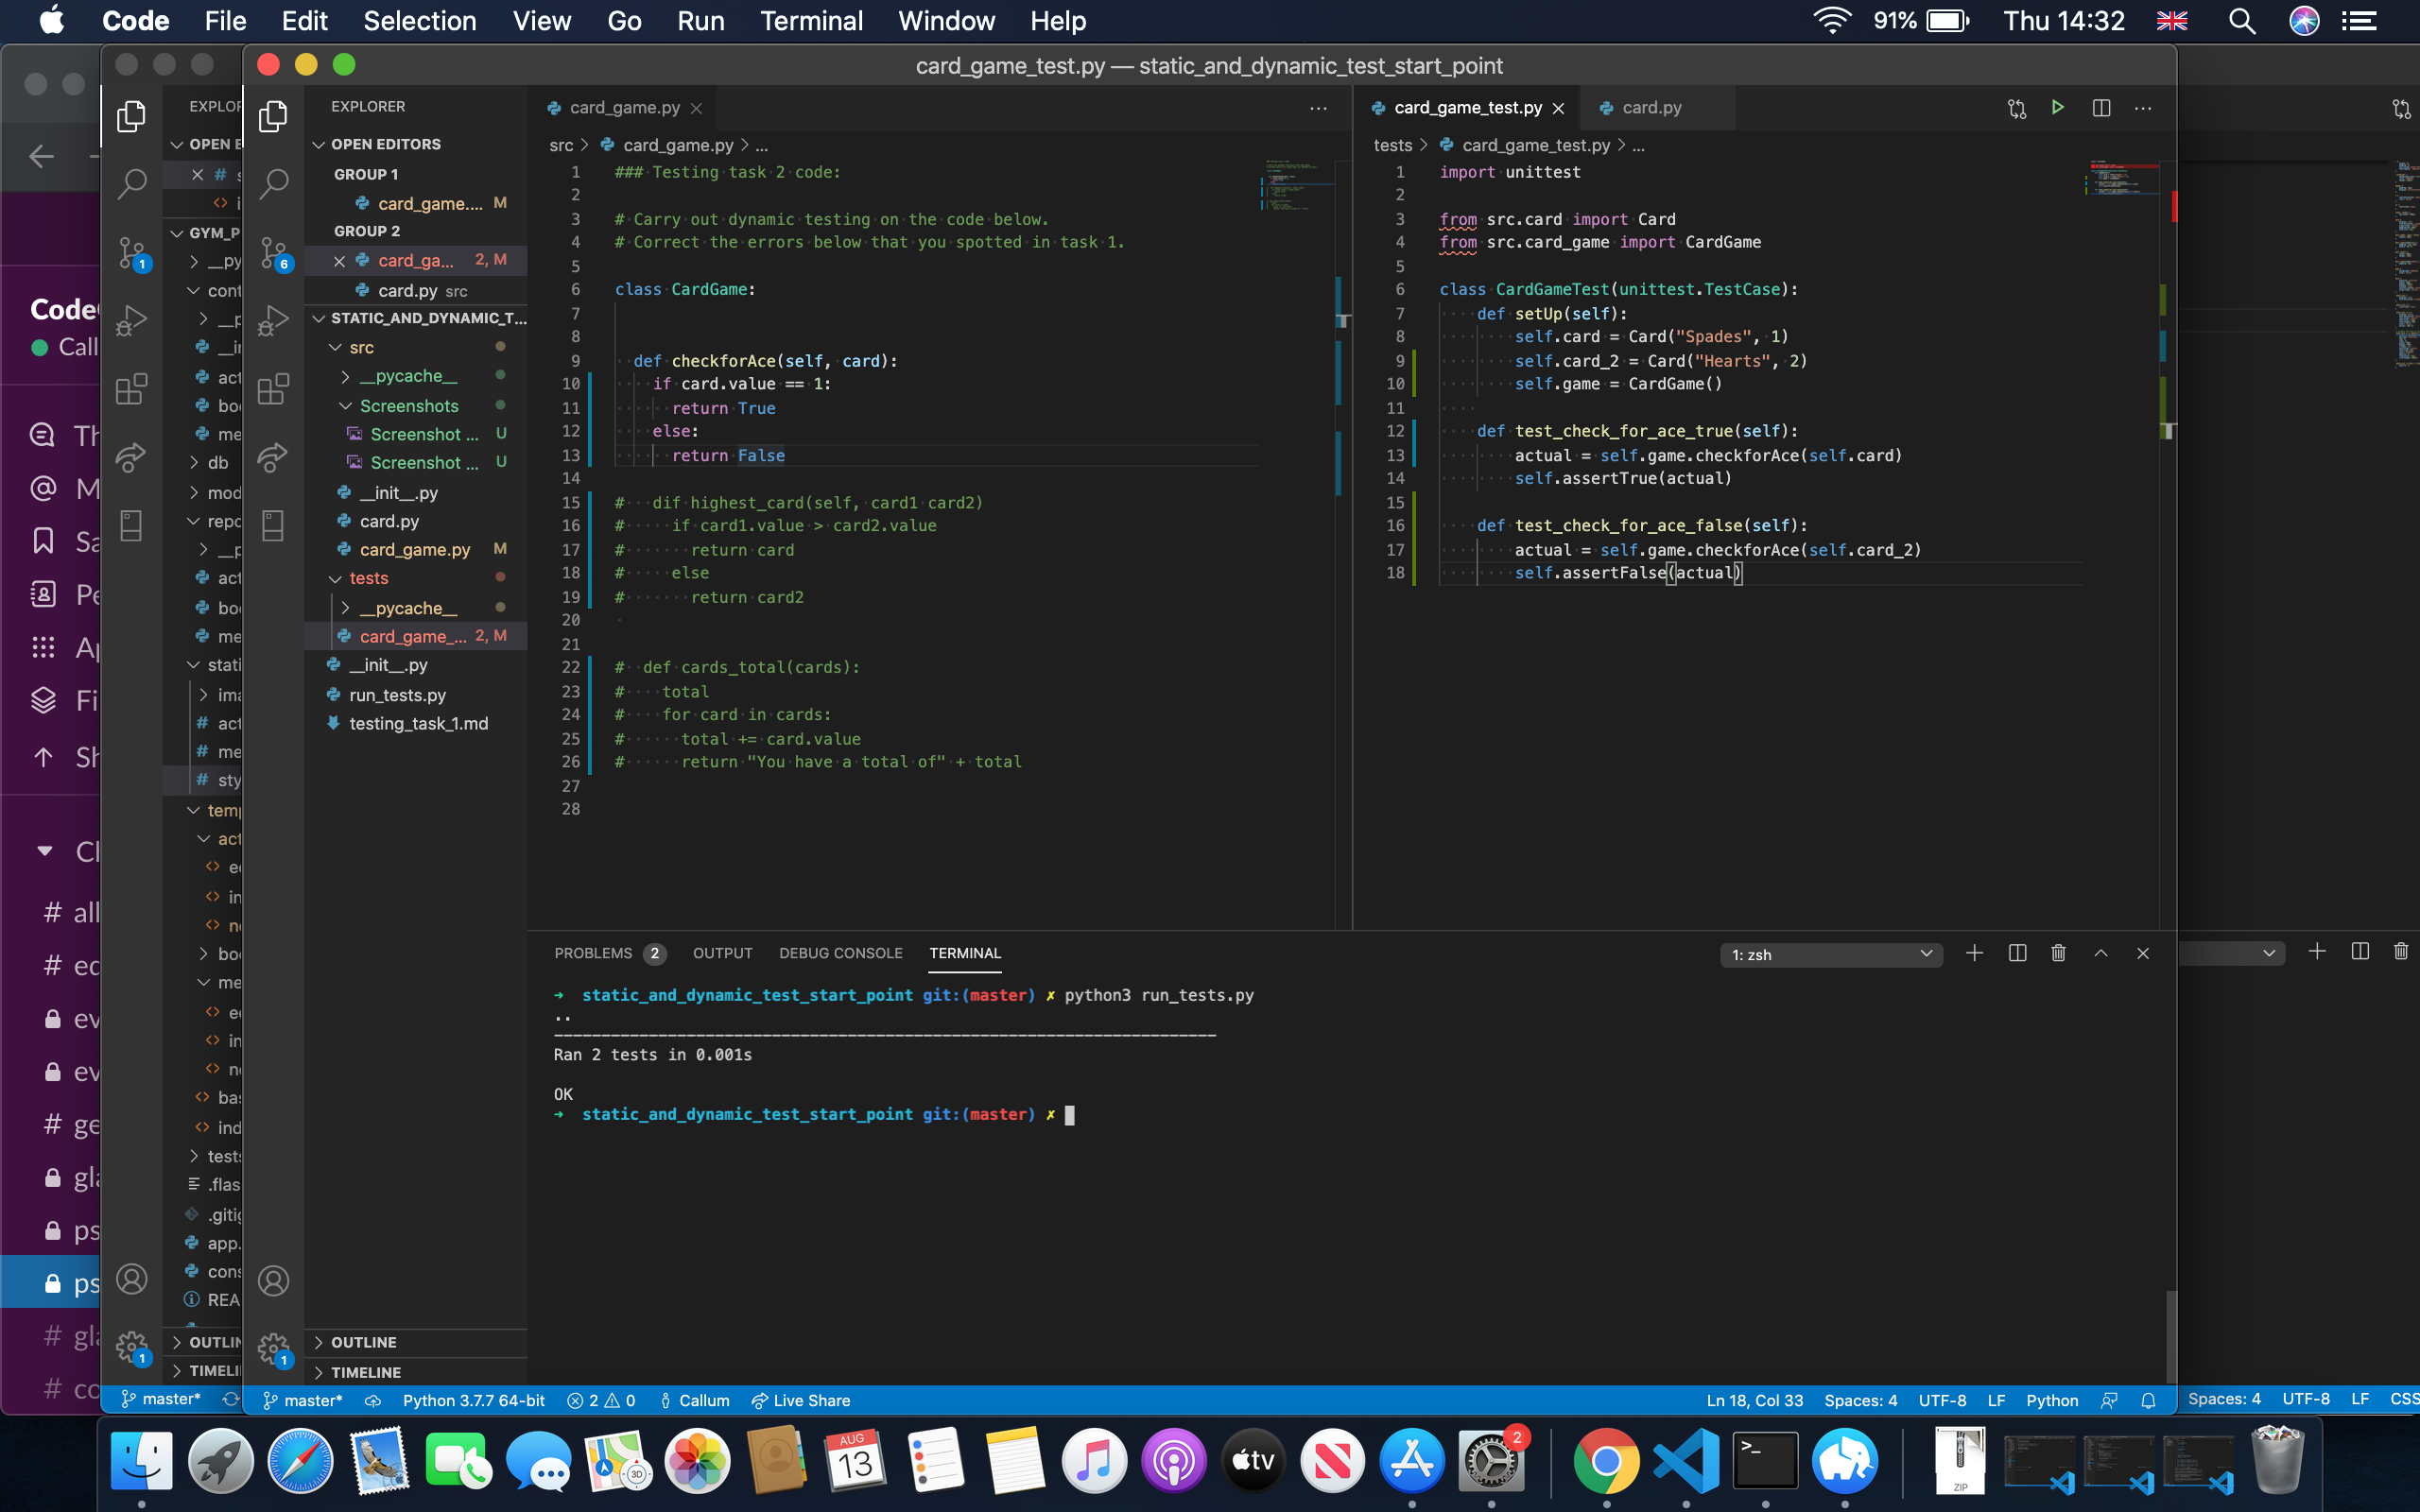 Code File Edit Selection View Go Run Terminal Window Help 91% Thu 14:32
card_game_test.py — static_and_dynamic_test_start_point
EXPLORER
OPEN EDITORS
GROUP 1
card_game.... M
GROUP 2
card_ga... 2, M
card.py src
STATIC_AND_DYNAMIC_T...
src
__pycache__
Screenshots
Screenshot ... U
Screenshot ... U
__init__.py
card.py
card_game.py M
tests
__pycache__
card_game_... 2, M
__init__.py
run_tests.py
testing_task_1.md
OUTLINE
TIMELINE
card_game.py
src > card_game.py > ...
1 ### Testing task 2 code:
2
3 # Carry out dynamic testing on the code below.
4 # Correct the errors below that you spotted in task 1.
5
6 class CardGame:
7
8
9 def checkforAce(self, card):
10 if card.value == 1:
11 return True
12 else:
13 return False
14
15 # dif highest_card(self, card1 card2)
16 # if card1.value > card2.value
17 # return card
18 # else
19 # return card2
20
21
22 # def cards_total(cards):
23 # total
24 # for card in cards:
25 # total += card.value
26 # return "You have a total of" + total
27
28
card_game_test.py card.py
tests > card_game_test.py > ...
1 import unittest
2
3 from src.card import Card
4 from src.card_game import CardGame
5
6 class CardGameTest(unittest.TestCase):
7 def setUp(self):
8 self.card = Card("Spades", 1)
9 self.card_2 = Card("Hearts", 2)
10 self.game = CardGame()
11
12 def test_check_for_ace_true(self):
13 actual = self.game.checkforAce(self.card)
14 self.assertTrue(actual)
15
16 def test_check_for_ace_false(self):
17 actual = self.game.checkforAce(self.card_2)
18 self.assertFalse(actual)
PROBLEMS 2 OUTPUT DEBUG CONSOLE TERMINAL 1: zsh
→ static_and_dynamic_test_start_point git:(master) ✗ python3 run_tests.py
..
----------------------------------------------------------------------
Ran 2 tests in 0.001s
OK
→ static_and_dynamic_test_start_point git:(master) ✗
master* Python 3.7.7 64-bit 2 0 Callum Live Share Ln 18, Col 33 Spaces: 4 UTF-8 LF Python
master* Spaces: 4 UTF-8 LF CSS
6
1
1
1
db
app.
AUG
13
3D
tv
2
ZIP